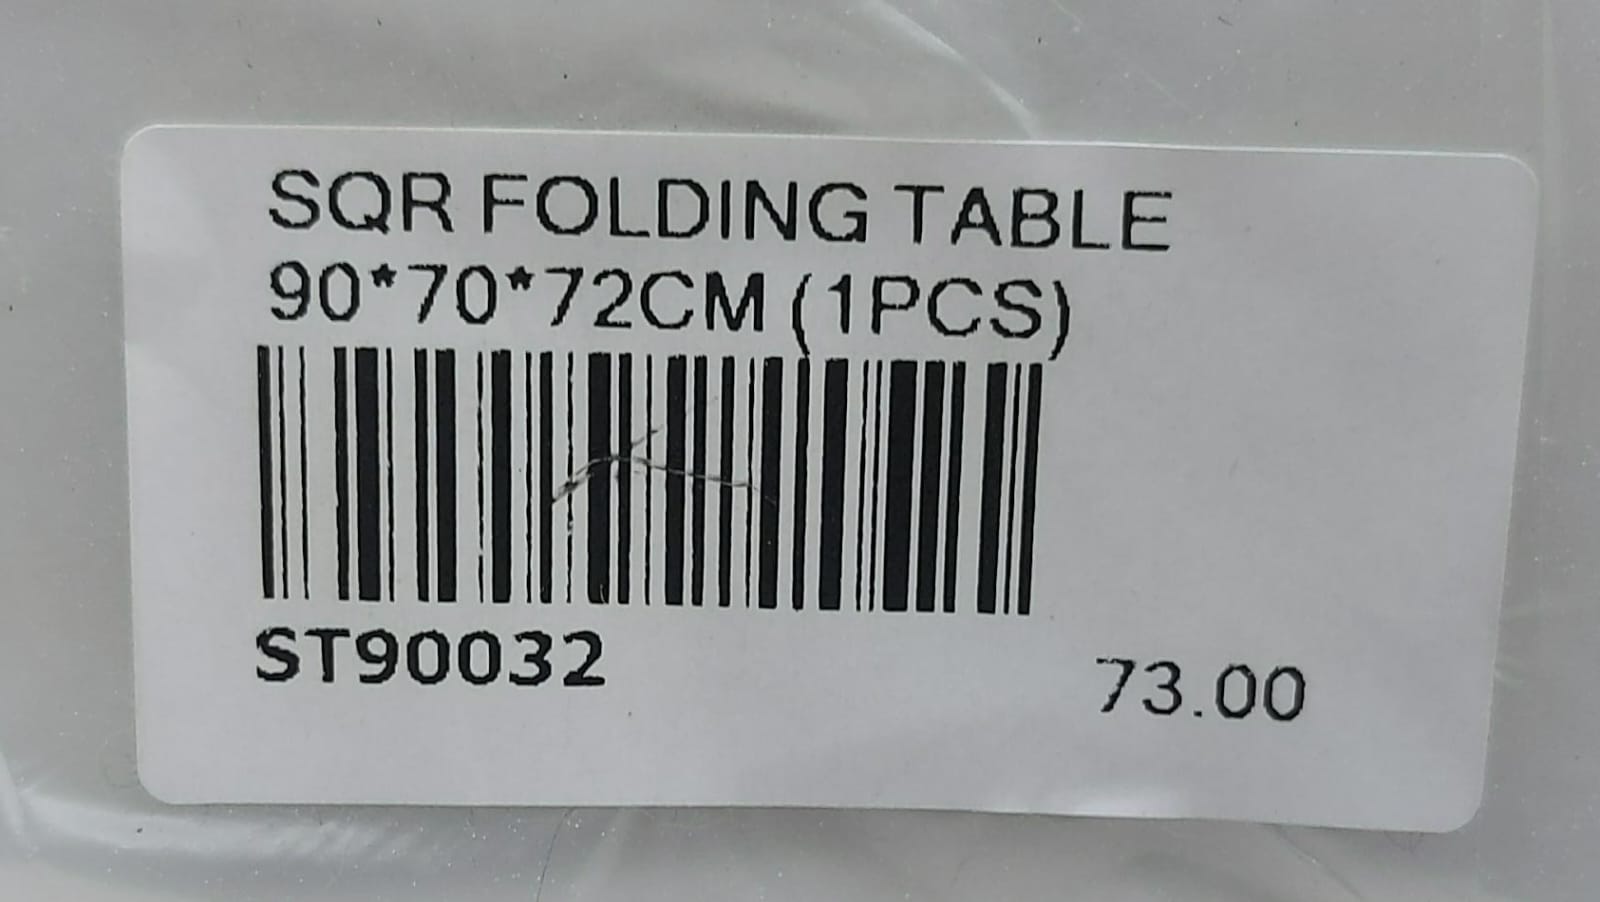 SQR FOLDING TABLE
90*70*72CM (1PCS)
ST90032
73.00